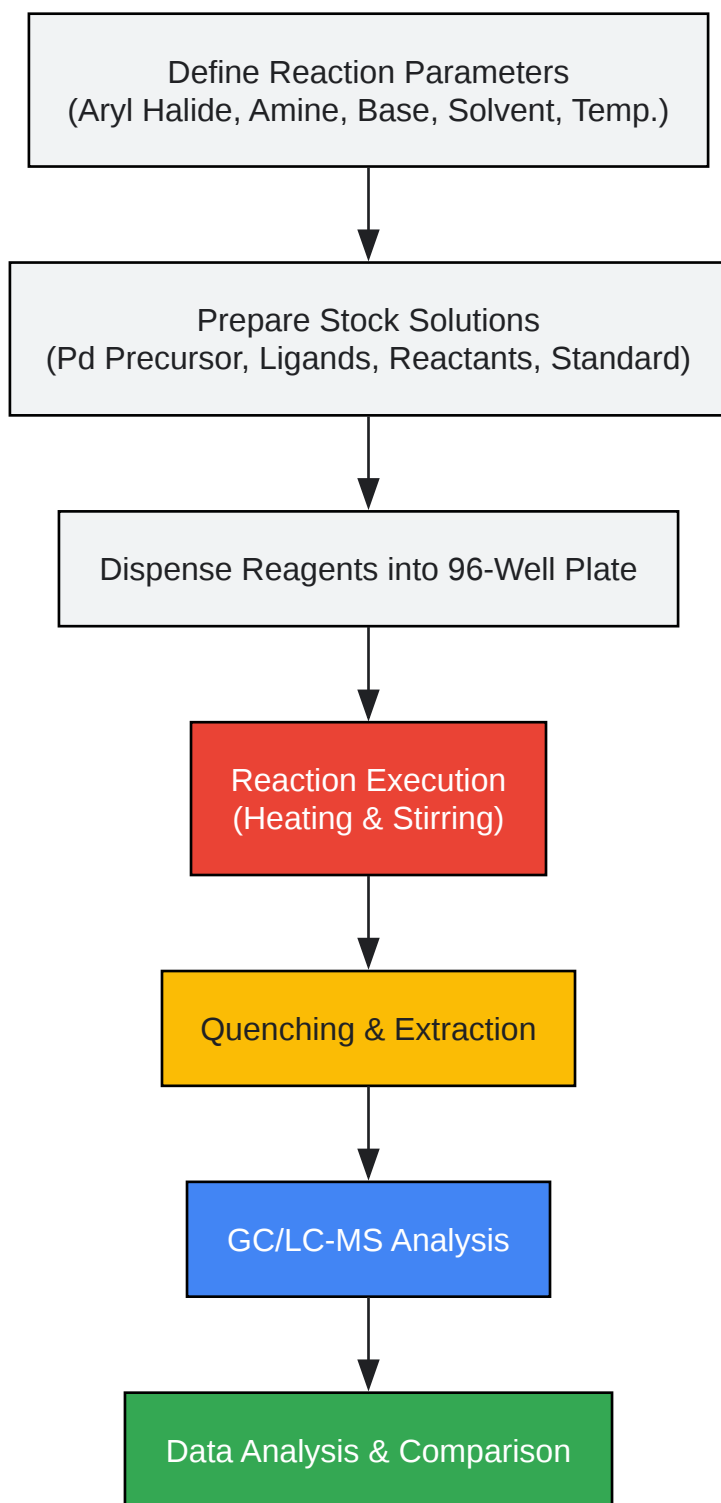 Define Reaction Parameters
(Aryl Halide, Amine, Base, Solvent, Temp.)
Prepare Stock Solutions
(Pd Precursor, Ligands, Reactants, Standard)
Dispense Reagents into 96-Well Plate
Reaction Execution
(Heating & Stirring)
Quenching & Extraction
GC/LC-MS Analysis
Data Analysis & Comparison